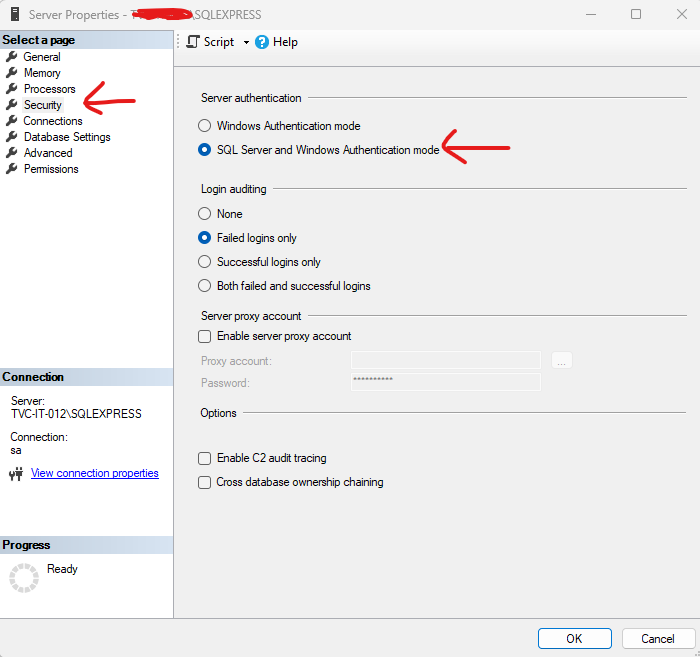 Server Properties - \SQLEXPRESS
Select a page
General
Memory
Processors
Security
Connections
Database Settings
Advanced
Permissions
Script
Help
Server authentication
Windows Authentication mode
SQL Server and Windows Authentication mode
Login auditing
None
Failed logins only
Successful logins only
Both failed and successful logins
Server proxy account
Enable server proxy account
Proxy account:
...
Password:
**********
Options
Enable C2 audit tracing
Cross database ownership chaining
Connection
Server:
TVC-IT-012\SQLEXPRESS
Connection:
sa
View connection properties
Progress
Ready
OK
Cancel